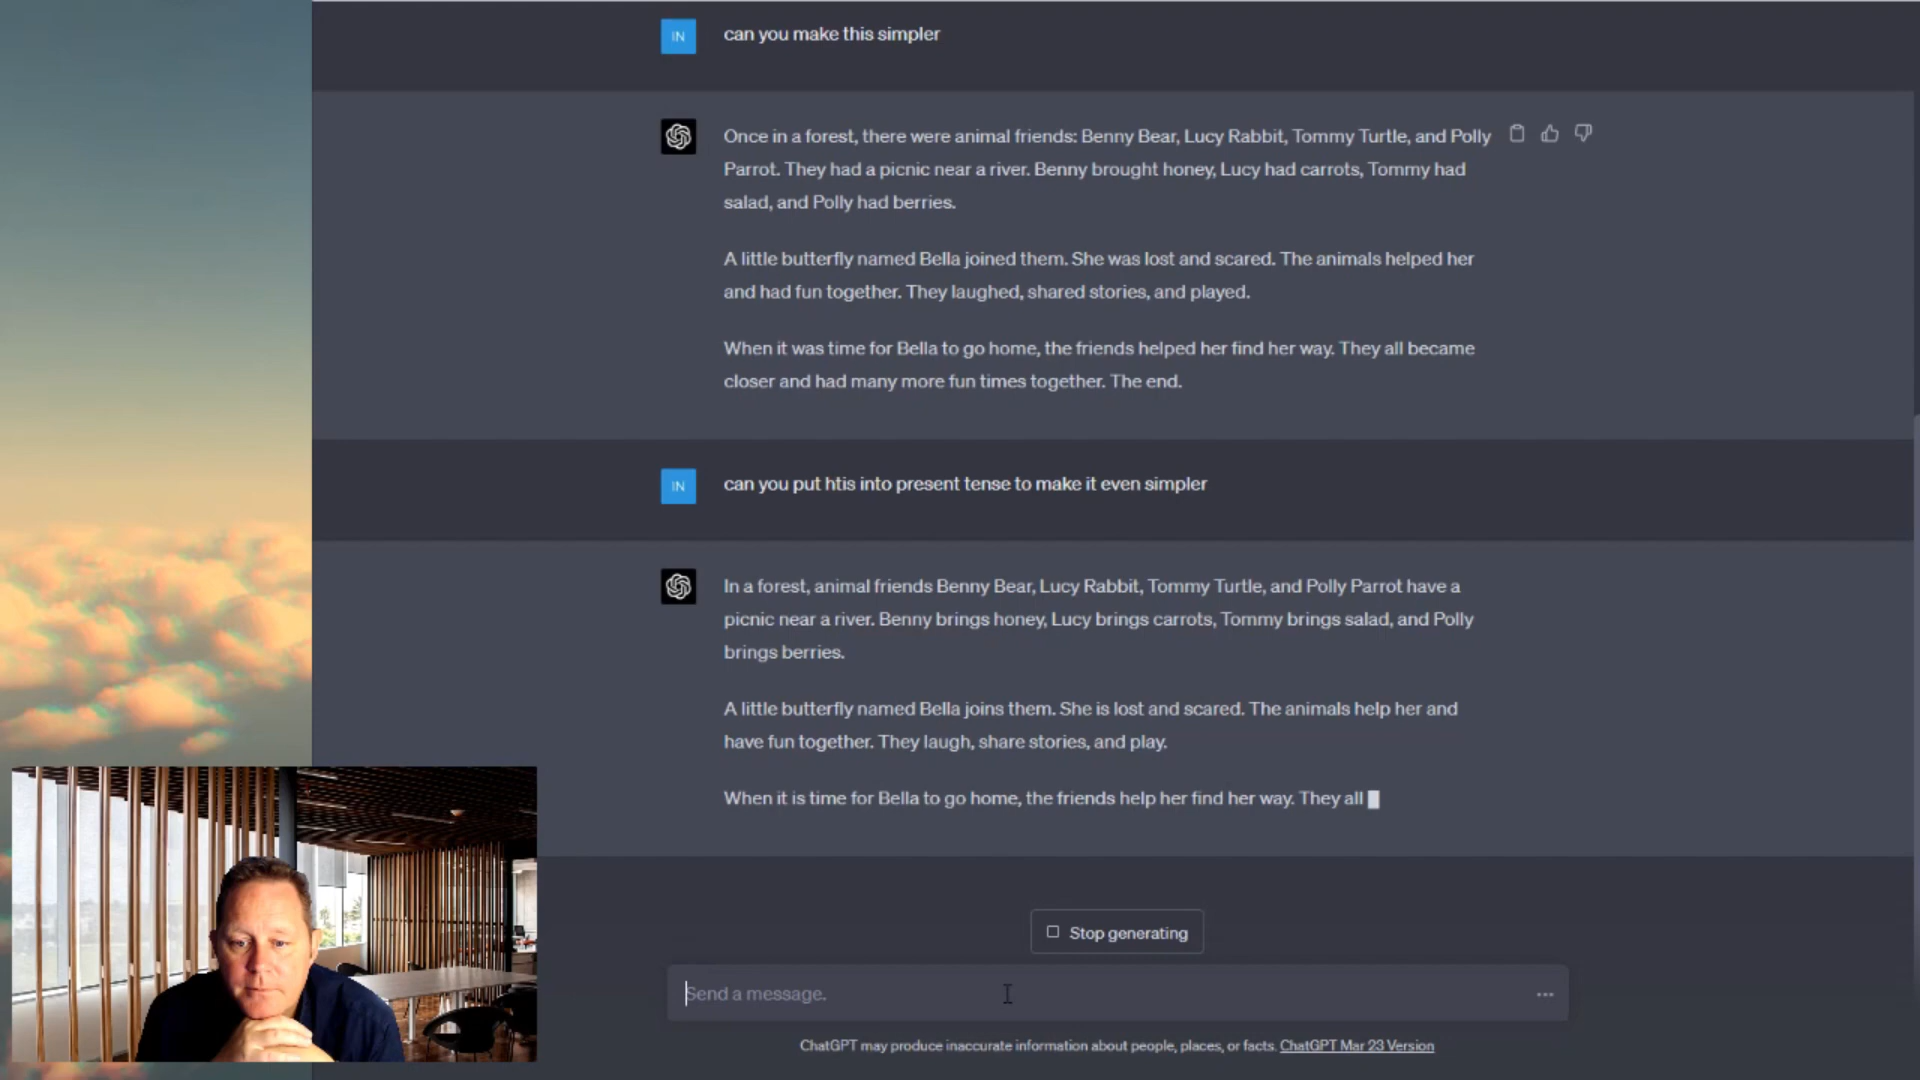 IN
can you make this simpler
Once in a forest, there were animal friends: Benny Bear, Lucy Rabbit, Tommy Turtle, and Polly
Parrot. They had a picnic near a river. Benny brought honey, Lucy had carrots, Tommy had
salad, and Polly had berries.
A little butterfly named Bella joined them. She was lost and scared. The animals helped her
and had fun together. They laughed, shared stories, and played.
When it was time for Bella to go home, the friends helped her find her way. They all became
closer and had many more fun times together. The end.
IN
can you put htis into present tense to make it even simpler
In a forest, animal friends Benny Bear, Lucy Rabbit, Tommy Turtle, and Polly Parrot have a
picnic near a river. Benny brings honey, Lucy brings carrots, Tommy brings salad, and Polly
brings berries.
A little butterfly named Bella joins them. She is lost and scared. The animals help her and
have fun together. They laugh, share stories, and play.
When it is time for Bella to go home, the friends help her find her way. They all
Stop generating
Send a message.
ChatGPT may produce inaccurate information about people, places, or facts. ChatGPT Mar 23 Version